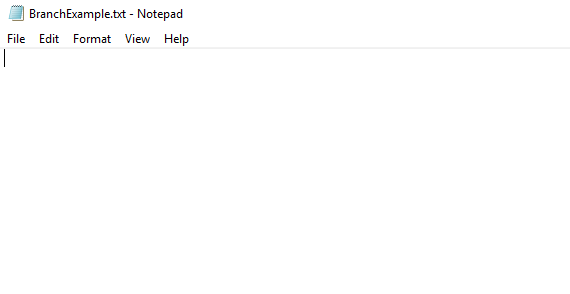 BranchExample.txt - Notepad
File Edit Format View Help